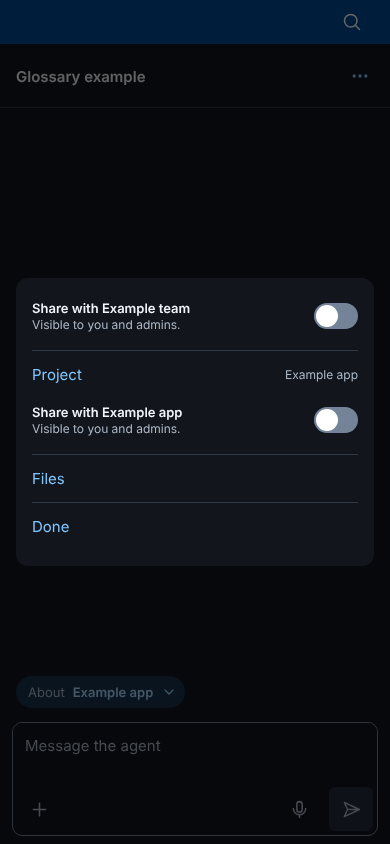 Glossary example
Share with Example team
Visible to you and admins.
Project
Example app
Share with Example app
Visible to you and admins.
Files
Done
About Example app
Message the agent